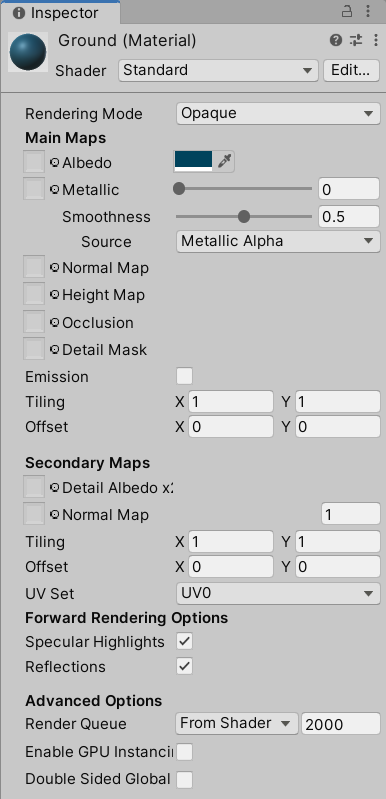 Inspector
Ground (Material)
Shader Standard Edit...
Rendering Mode Opaque
Main Maps
Albedo
Metallic 0
Smoothness 0.5
Source Metallic Alpha
Normal Map
Height Map
Occlusion
Detail Mask
Emission
Tiling X 1 Y 1
Offset X 0 Y 0
Secondary Maps
Detail Albedo x2
Normal Map 1
Tiling X 1 Y 1
Offset X 0 Y 0
UV Set UV0
Forward Rendering Options
Specular Highlights
Reflections
Advanced Options
Render Queue From Shader 2000
Enable GPU Instancin
Double Sided Global